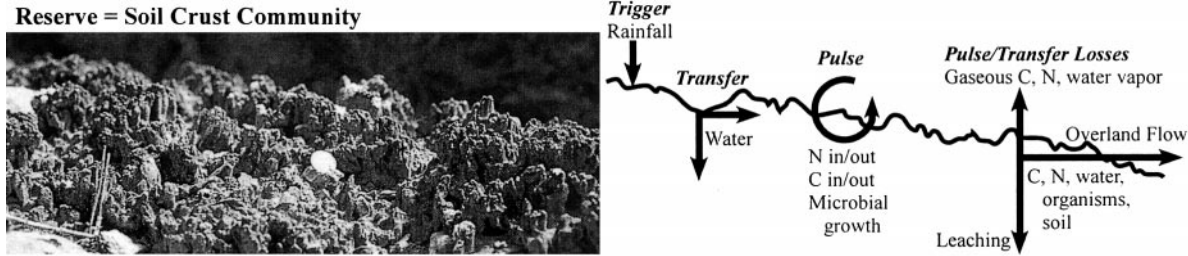 Reserve = Soil Crust Community
Trigger
Rainfall
Transfer
Water
Pulse
N in/out
C in/out
Microbial
growth
Pulse/Transfer Losses
Gaseous C, N, water vapor
Overland Flow
C, N, water,
organisms,
soil
Leaching